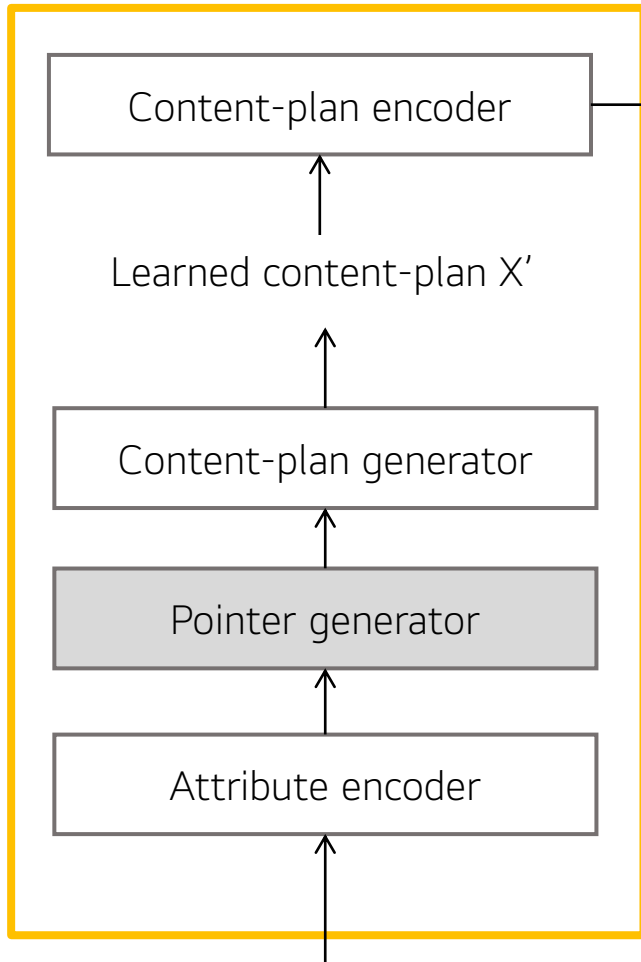 Content-plan encoder
Learned content-plan X’
Content-plan generator
Pointer generator
Attribute encoder